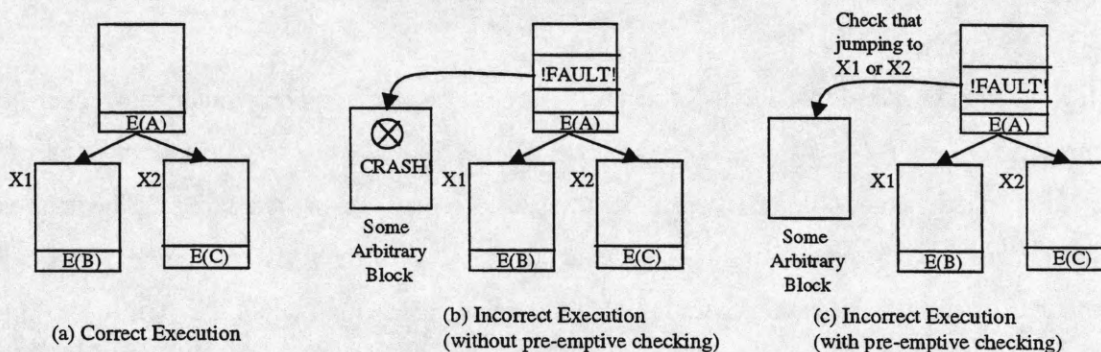 E(A)
X1
X2
E(B)
E(C)
(a) Correct Execution
!FAULT!
E(A)
CRASH!
X1
X2
Some
Arbitrary
Block
E(B)
E(C)
(b) Incorrect Execution
(without pre-emptive checking)
Check that
jumping to
X1 or X2
!FAULT!
E(A)
X1
X2
Some
Arbitrary
Block
E(B)
E(C)
(c) Incorrect Execution
(with pre-emptive checking)